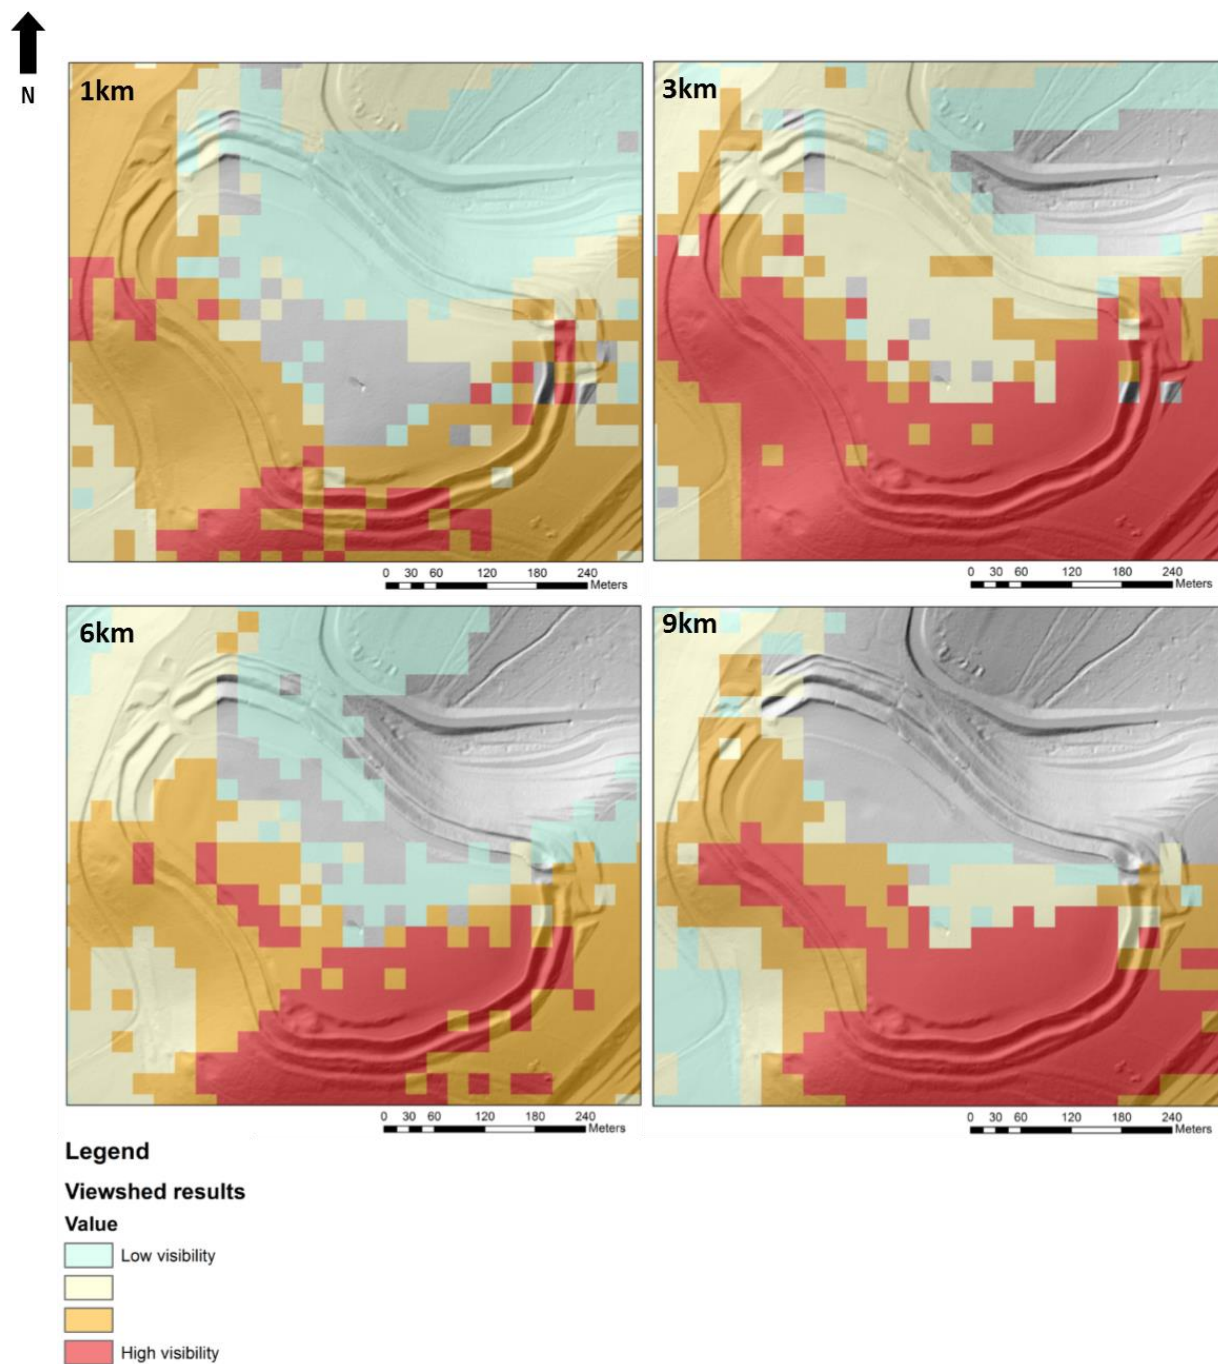 N
1km
3km
0 30 60 120 180 240
Meters
0 30 60 120 180 240
Meters
6km
9km
0 30 60 120 180 240
Meters
0 30 60 120 180 240
Meters
Legend
Viewshed results
Value
Low visibility
High visibility